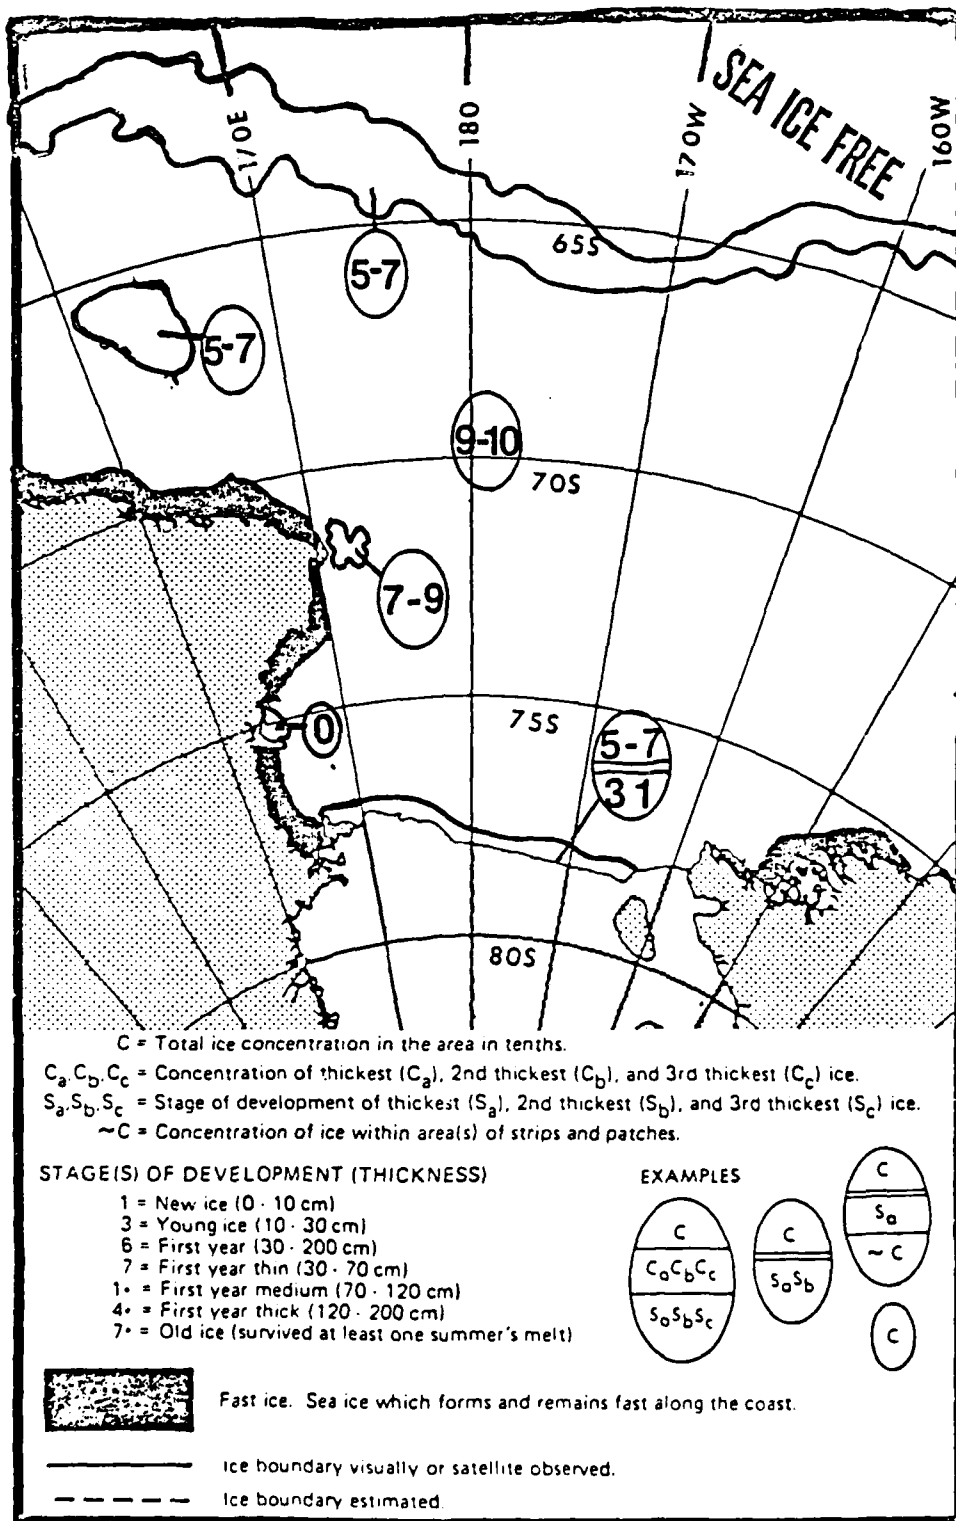 SEA ICE FREE
170E
180
170W
160W
65S
5-7
5-7
9-10
70S
7-9
0
75S
5-7
31
80S
C = Total ice concentration in the area in tenths.
Ca, Cb, Cc = Concentration of thickest (Ca), 2nd thickest (Cb), and 3rd thickest (Cc) ice.
Sa, Sb, Sc = Stage of development of thickest (Sa), 2nd thickest (Sb), and 3rd thickest (Sc) ice.
~C = Concentration of ice within area(s) of strips and patches.
STAGE(S) OF DEVELOPMENT (THICKNESS)
1 = New ice (0 - 10 cm)
3 = Young ice (10 - 30 cm)
6 = First year (30 - 200 cm)
7 = First year thin (30 - 70 cm)
1• = First year medium (70 - 120 cm)
4• = First year thick (120 - 200 cm)
7• = Old ice (survived at least one summer's melt)
EXAMPLES
C
CaCbCc
SaSbSc
C
SaSb
C
Sa
~C
C
Fast ice. Sea ice which forms and remains fast along the coast.
Ice boundary visually or satellite observed.
Ice boundary estimated.